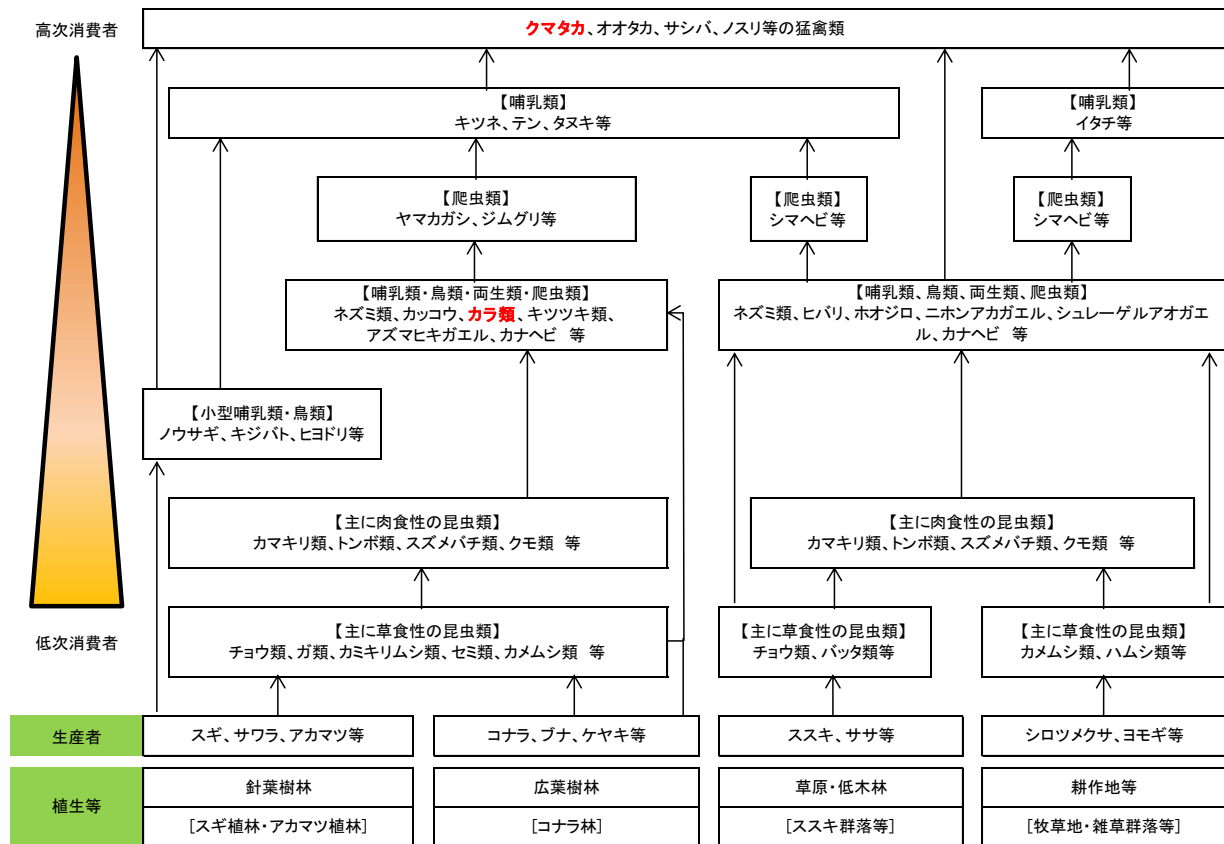 高次消費者
クマタカ、オオタカ、サシバ、ノスリ等の猛禽類
【哺乳類】
キツネ、テン、タヌキ等
【哺乳類】
イタチ等
【爬虫類】
ヤマカガシ、ジムグリ等
【爬虫類】
シマヘビ等
【爬虫類】
シマヘビ等
【哺乳類・鳥類・両生類・爬虫類】
ネズミ類、カッコウ、カラ類、キツツキ類、
アズマヒキガエル、カナヘビ 等
【哺乳類、鳥類、両生類、爬虫類】
ネズミ類、ヒバリ、ホオジロ、ニホンアカガエル、シュレーゲルアオガエ
ル、カナヘビ 等
【小型哺乳類・鳥類】
ノウサギ、キジバト、ヒヨドリ等
【主に肉食性の昆虫類】
カマキリ類、トンボ類、スズメバチ類、クモ類 等
【主に肉食性の昆虫類】
カマキリ類、トンボ類、スズメバチ類、クモ類 等
低次消費者
【主に草食性の昆虫類】
チョウ類、ガ類、カミキリムシ類、セミ類、カメムシ類 等
【主に草食性の昆虫類】
チョウ類、バッタ類等
【主に草食性の昆虫類】
カメムシ類、ハムシ類等
生産者
スギ、サワラ、アカマツ等
コナラ、ブナ、ケヤキ等
ススキ、ササ等
シロツメクサ、ヨモギ等
植生等
針葉樹林
広葉樹林
草原・低木林
耕作地等
[スギ植林・アカマツ植林]
[コナラ林]
[ススキ群落等]
[牧草地・雑草群落等]